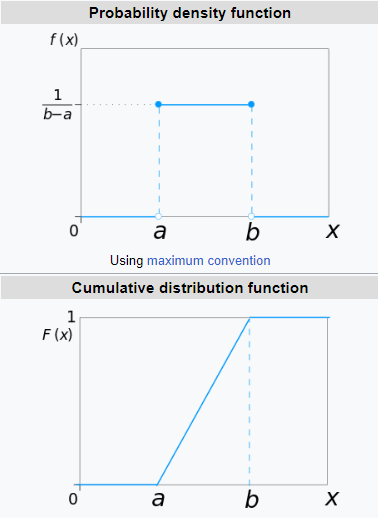 Probability density function
f (x)
1
b−a
0 a b x
Using maximum convention
Cumulative distribution function
1
F (x)
0 a b x